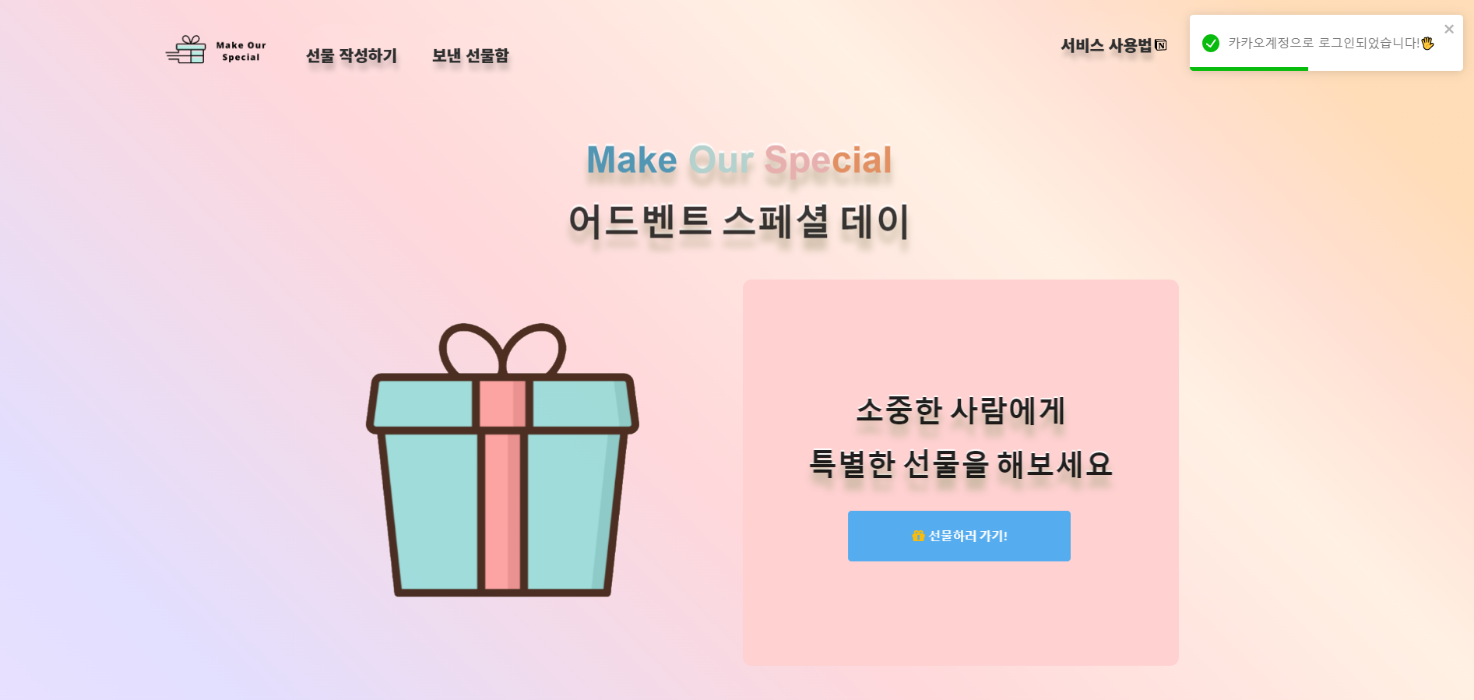 Make Our
Special
선물 작성하기
보낸 선물함
서비스 사용법
카카오계정으로 로그인되었습니다!🖐
Make Our Special
어드벤트 스페셜 데이
소중한 사람에게
특별한 선물을 해보세요
선물하러 가기!